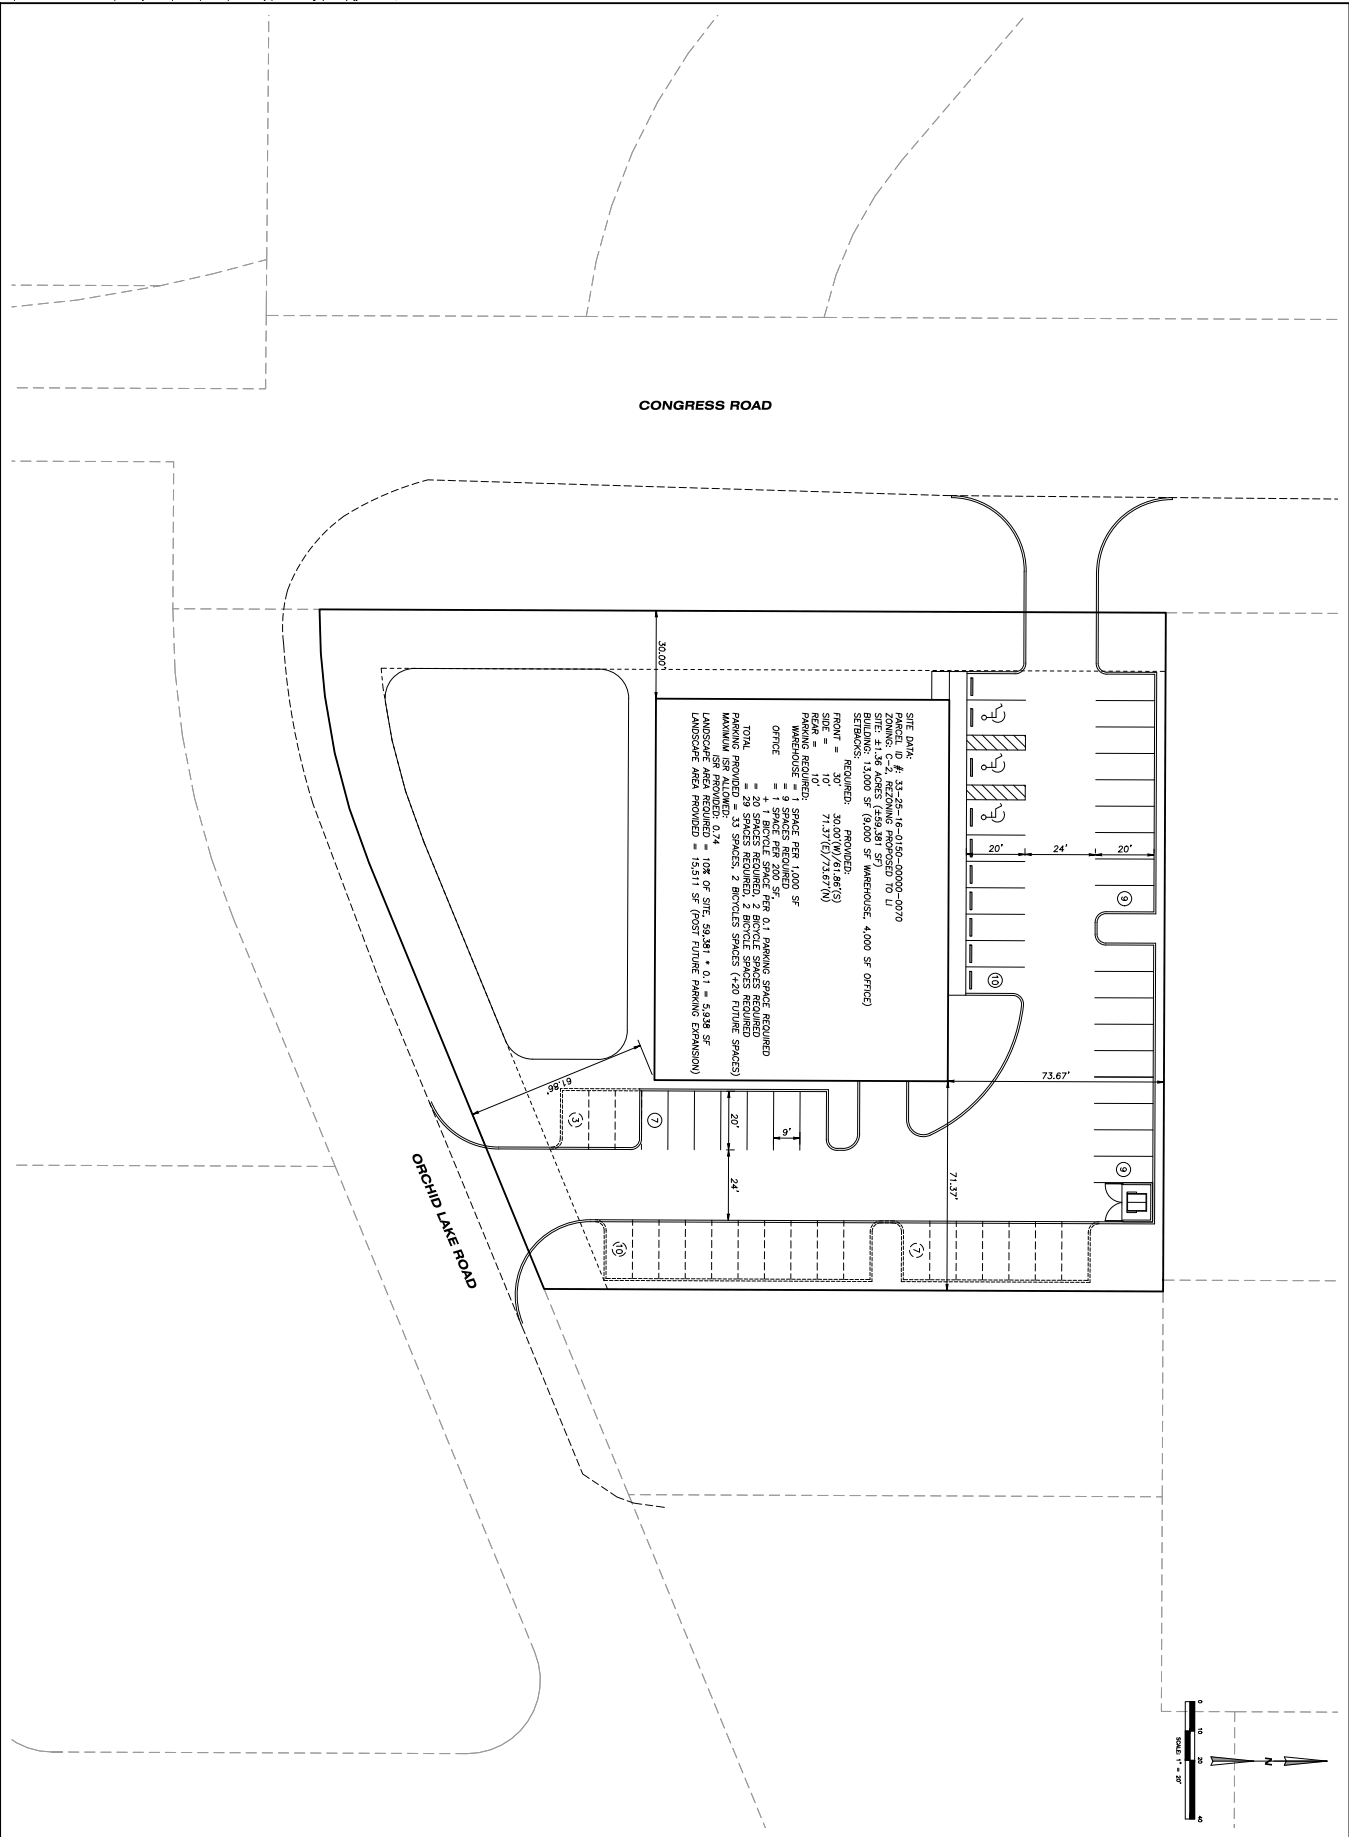 CONGRESS ROAD
SITE DATA:
PARCEL ID #: 33-25-16-0150-00000-0070
ZONING: C-2, REZONING PROPOSED TO LI
SITE: ±1.36 ACRES (±59,381 SF)
BUILDING: 13,000 SF (9,000 SF WAREHOUSE, 4,000 SF OFFICE)
SETBACKS:
REQUIRED: PROVIDED:
FRONT = 30' 30.00'(W)/61.86'(S)
SIDE = 10' 71.37'(E)/73.67'(N)
REAR = 10'
PARKING REQUIRED:
WAREHOUSE = 1 SPACE PER 1,000 SF
= 9 SPACES REQUIRED
OFFICE = 1 SPACE PER 200 SF,
+ 1 BICYCLE SPACE PER 0.1 PARKING SPACE REQUIRED
= 20 SPACES REQUIRED, 2 BICYCLE SPACES REQUIRED
TOTAL = 29 SPACES REQUIRED, 2 BICYCLE SPACES REQUIRED
PARKING PROVIDED = 33 SPACES, 2 BICYCLES SPACES (+20 FUTURE SPACES)
MAXIMUM ISR ALLOWED:
ISR PROVIDED: 0.74
LANDSCAPE AREA REQUIRED = 10% OF SITE, 59,381 * 0.1 = 5,938 SF
LANDSCAPE AREA PROVIDED = 15,511 SF (POST FUTURE PARKING EXPANSION)
30.00'
20'
24'
20'
9
10
9
73.67'
71.37'
61.86'
3
7
20'
9'
24'
10
7
ORCHID LAKE ROAD
N
0 10 20 40
SCALE: 1" = 20'